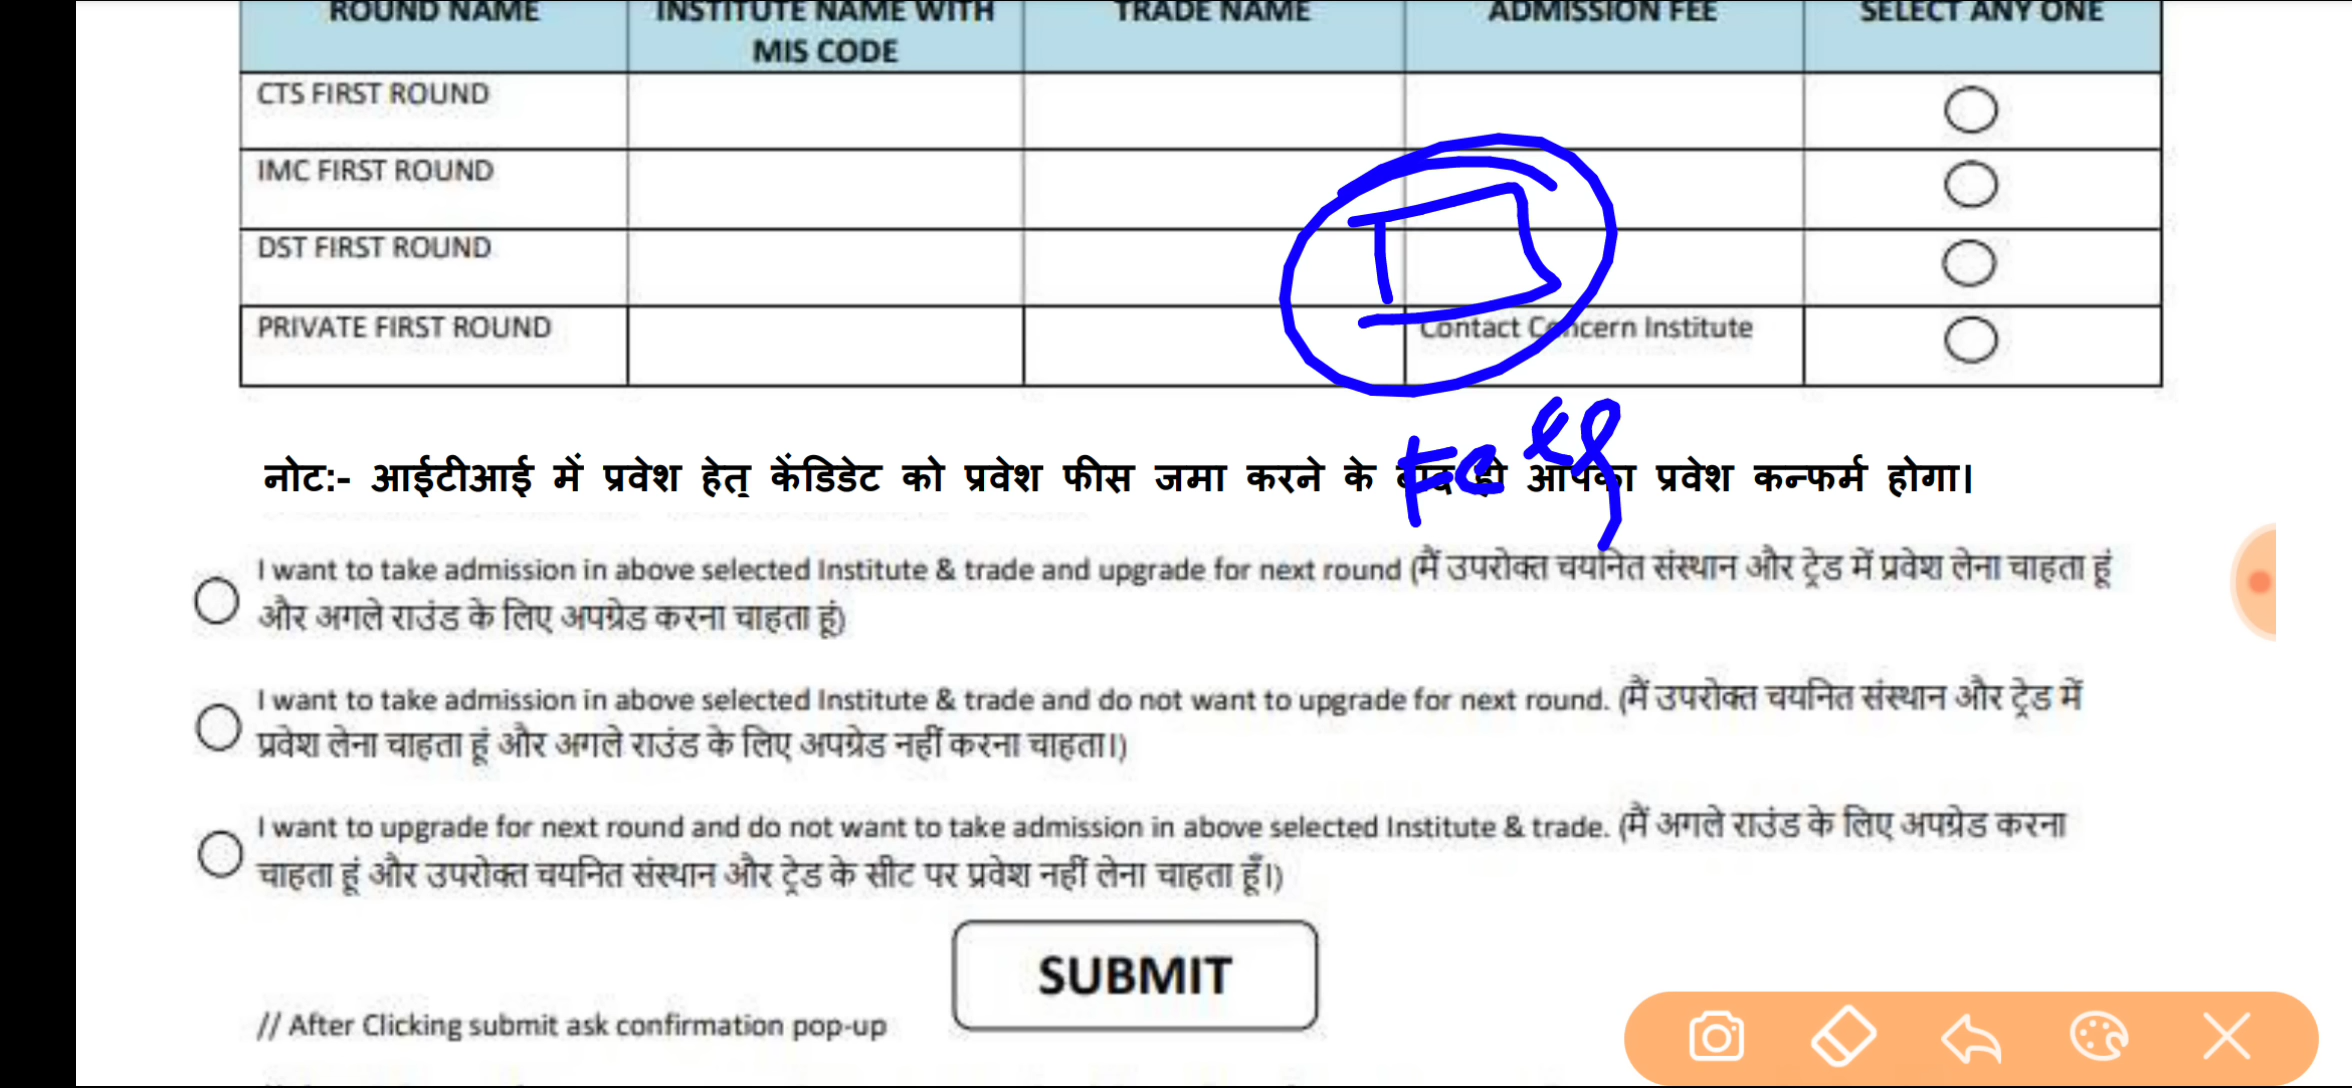 ROUND NAME INSTITUTE NAME WITH MIS CODE TRADE NAME ADMISSION FEE SELECT ANY ONE
CTS FIRST ROUND
IMC FIRST ROUND
DST FIRST ROUND
PRIVATE FIRST ROUND Contact Concern Institute
नोटः- आईटीआई में प्रवेश हेतु केंडिडेट को प्रवेश फीस जमा करने के बाद ही आपका प्रवेश कन्फर्म होगा।
I want to take admission in above selected Institute & trade and upgrade for next round (मैं उपरोक्त चयनित संस्थान और ट्रेड में प्रवेश लेना चाहता हूं
और अगले राउंड के लिए अपग्रेड करना चाहता हूं)
I want to take admission in above selected Institute & trade and do not want to upgrade for next round. (मैं उपरोक्त चयनित संस्थान और ट्रेड में
प्रवेश लेना चाहता हूं और अगले राउंड के लिए अपग्रेड नहीं करना चाहता।)
I want to upgrade for next round and do not want to take admission in above selected Institute & trade. (मैं अगले राउंड के लिए अपग्रेड करना
चाहता हूं और उपरोक्त चयनित संस्थान और ट्रेड के सीट पर प्रवेश नहीं लेना चाहता हूँ।)
SUBMIT
// After Clicking submit ask confirmation pop-up